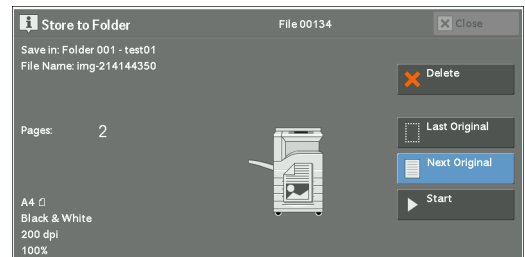 Store to Folder
File 00134
Close
Save in: Folder 001 - test01
File Name: img-214144350
Delete
Pages: 2
Last Original
Next Original
Start
A4
Black & White
200 dpi
100%